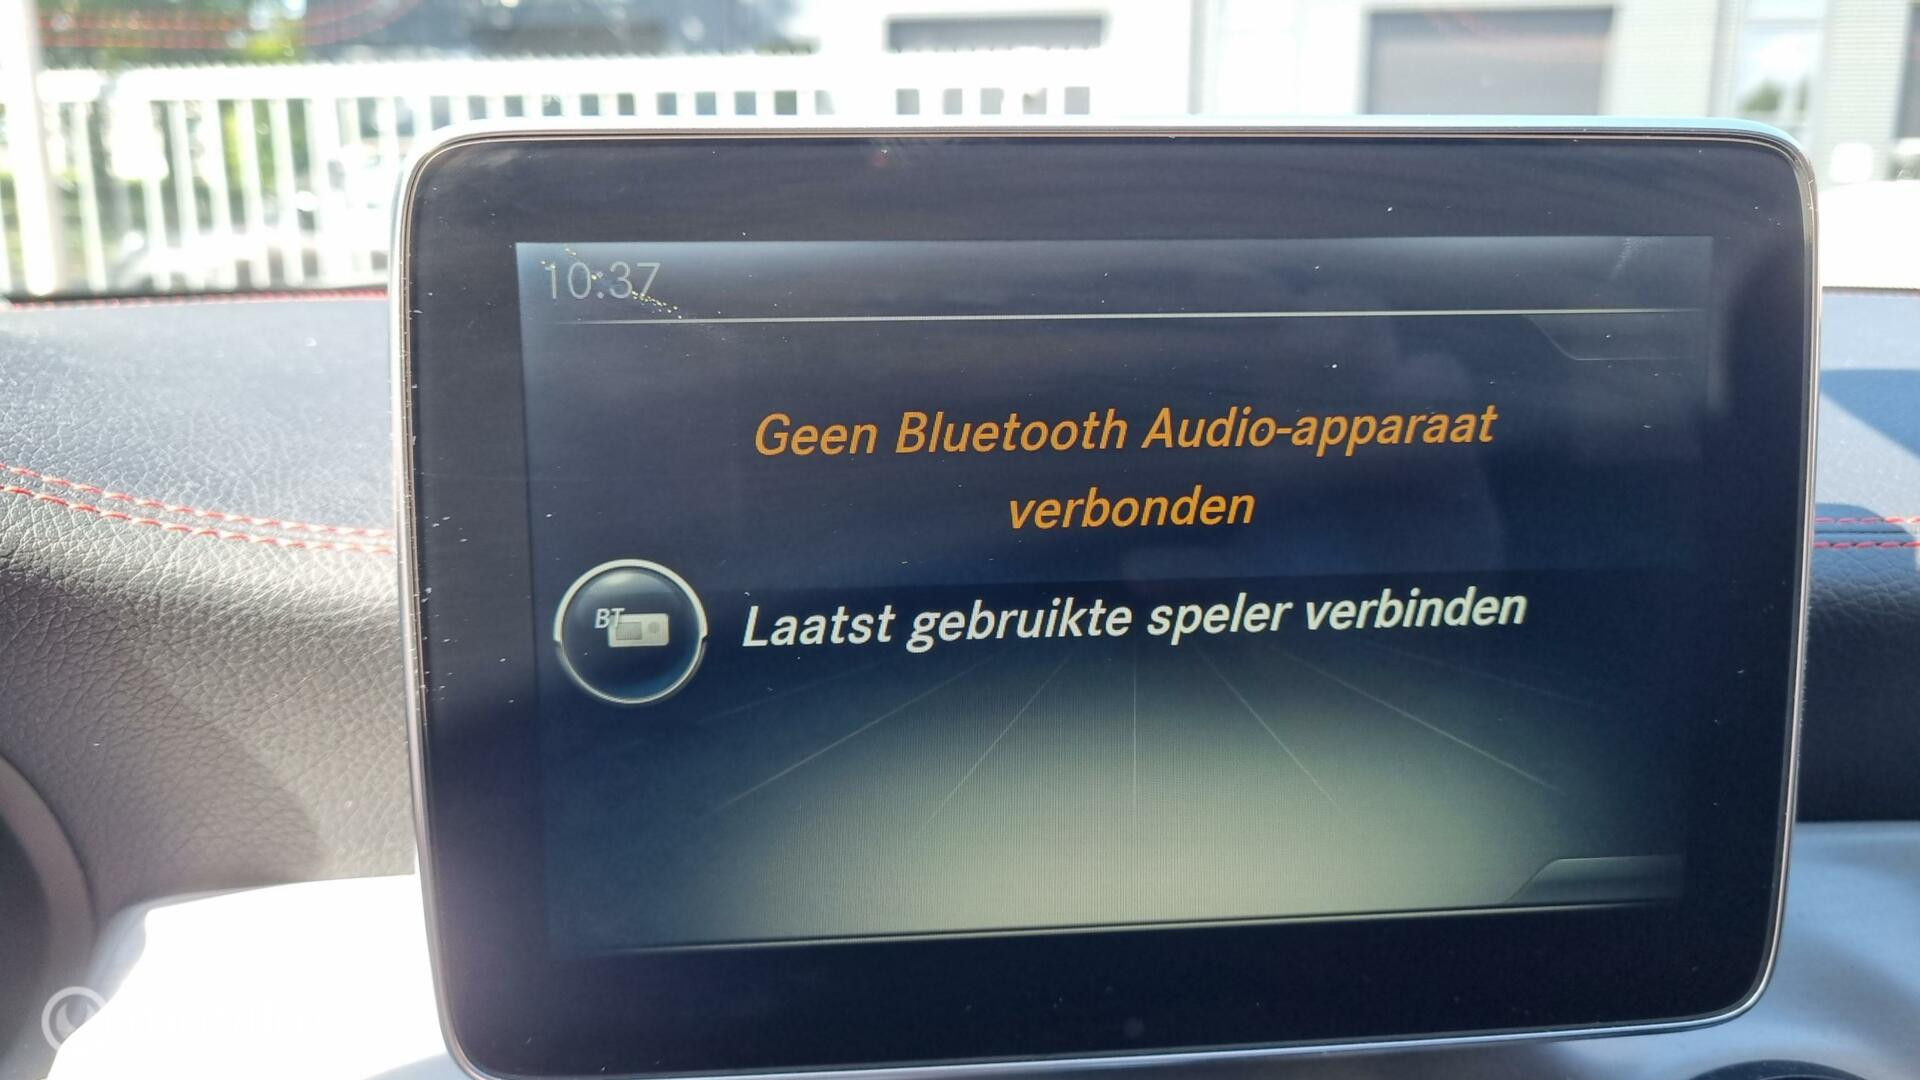 10:37
Geen Bluetooth Audio-apparaat
verbonden
BT
Laatst gebruikte speler verbinden